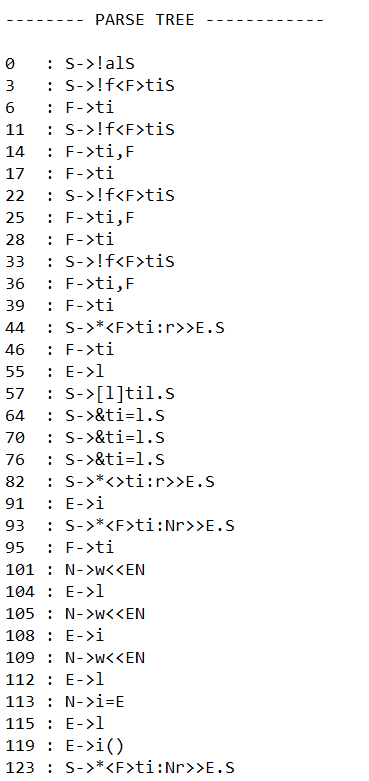 -------- PARSE TREE ------------
0   : S->!alS
3   : S->!f<F>tiS
6   : F->ti
11  : S->!f<F>tiS
14  : F->ti,F
17  : F->ti
22  : S->!f<F>tiS
25  : F->ti,F
28  : F->ti
33  : S->!f<F>tiS
36  : F->ti,F
39  : F->ti
44  : S->*<F>ti:r>>E.S
46  : F->ti
55  : E->l
57  : S->[l]til.S
64  : S->&ti=l.S
70  : S->&ti=l.S
76  : S->&ti=l.S
82  : S->*<>ti:r>>E.S
91  : E->i
93  : S->*<F>ti:Nr>>E.S
95  : F->ti
101 : N->w<<EN
104 : E->l
105 : N->w<<EN
108 : E->i
109 : N->w<<EN
112 : E->l
113 : N->i=E
115 : E->l
119 : E->i()
123 : S->*<F>ti:Nr>>E.S